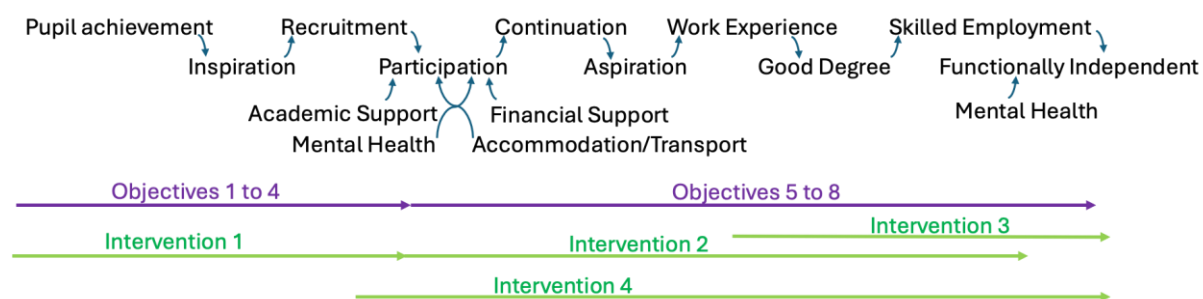 Pupil achievement Recruitment Continuation Work Experience Skilled Employment
Inspiration Participation Aspiration Good Degree Functionally Independent
Academic Support Financial Support Mental Health
Mental Health Accommodation/Transport
Objectives 1 to 4 Objectives 5 to 8
Intervention 3
Intervention 1 Intervention 2
Intervention 4